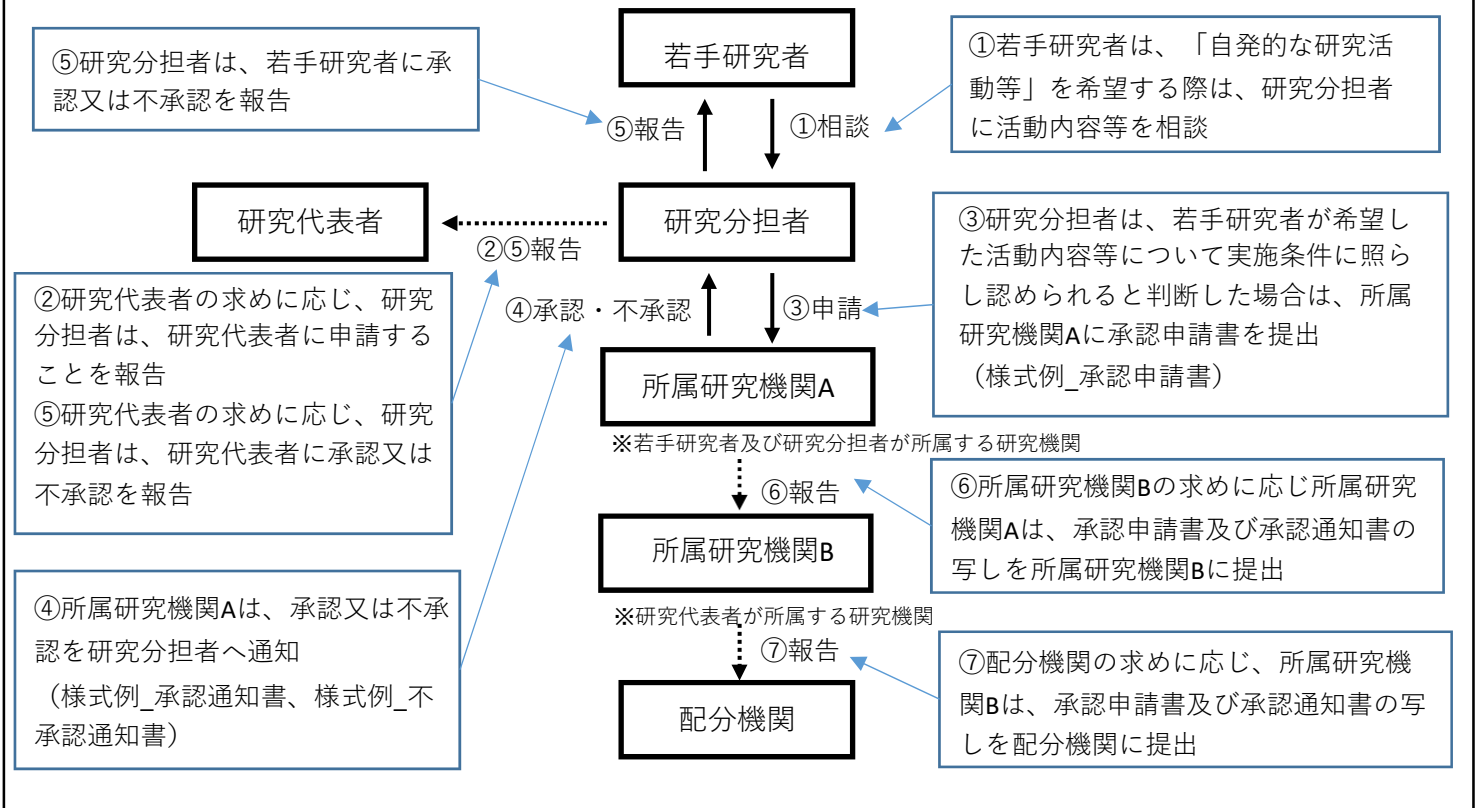 若手研究者
⑤研究分担者は、若手研究者に承
認又は不承認を報告
①若手研究者は、「自発的な研究活
動等」を希望する際は、研究分担者
に活動内容等を相談
⑤報告
①相談
研究代表者
研究分担者
②⑤報告
③研究分担者は、若手研究者が希望し
た活動内容等について実施条件に照ら
し認められると判断した場合は、所属
研究機関Aに承認申請書を提出
(様式例_承認申請書)
②研究代表者の求めに応じ、研究
分担者は、研究代表者に申請する
ことを報告
⑤研究代表者の求めに応じ、研究
分担者は、研究代表者に承認又は
不承認を報告
④承認・不承認
③申請
所属研究機関A
※若手研究者及び研究分担者が所属する研究機関
⑥報告
⑥所属研究機関Bの求めに応じ所属研究
機関Aは、承認申請書及び承認通知書の
写しを所属研究機関Bに提出
所属研究機関B
※研究代表者が所属する研究機関
④所属研究機関Aは、承認又は不承
認を研究分担者へ通知
(様式例_承認通知書、様式例_不
承認通知書)
⑦報告
⑦配分機関の求めに応じ、所属研究機
関Bは、承認申請書及び承認通知書の写
しを配分機関に提出
配分機関